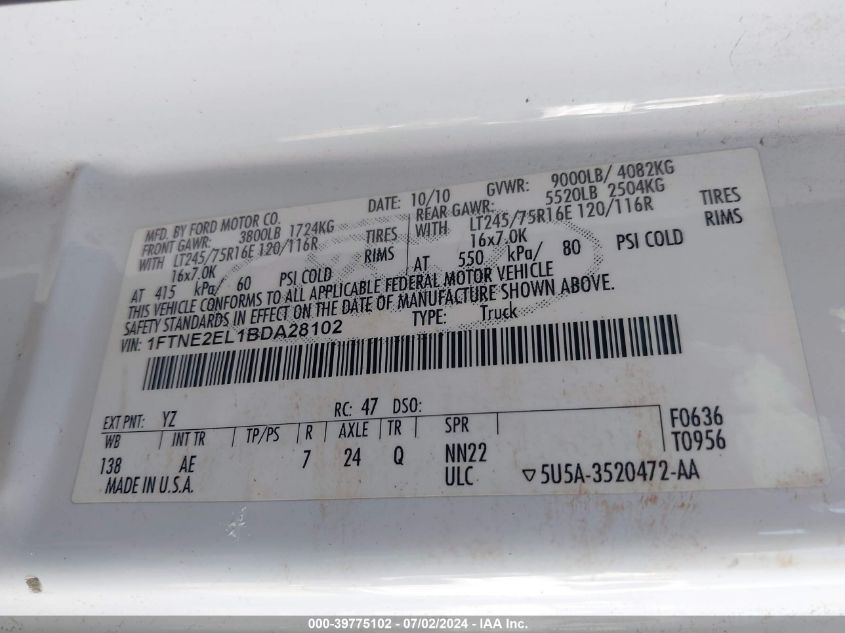 MFD. BY FORD MOTOR CO. DATE: 10/10 GVWR: 9000LB/ 4082KG
FRONT GAWR: 3800LB 1724KG REAR GAWR: 5520LB 2504KG
WITH LT245/75R16E 120/116R TIRES WITH LT245/75R16E 120/116R TIRES
16x7.0K RIMS 16x7.0K RIMS
AT 415 kPa/ 60 PSI COLD AT 550 kPa/ 80 PSI COLD
THIS VEHICLE CONFORMS TO ALL APPLICABLE FEDERAL MOTOR VEHICLE
SAFETY STANDARDS IN EFFECT ON THE DATE OF MANUFACTURE SHOWN ABOVE.
VIN: 1FTNE2EL1BDA28102 TYPE: Truck
EXT PNT: YZ RC: 47 DSO:
WB INT TR TP/PS R AXLE TR SPR F0636
138 AE 7 24 Q NN22 T0956
MADE IN U.S.A. ULC ▽5U5A-3520472-AA
000-39775102 - 07/02/2024 - IAA Inc.